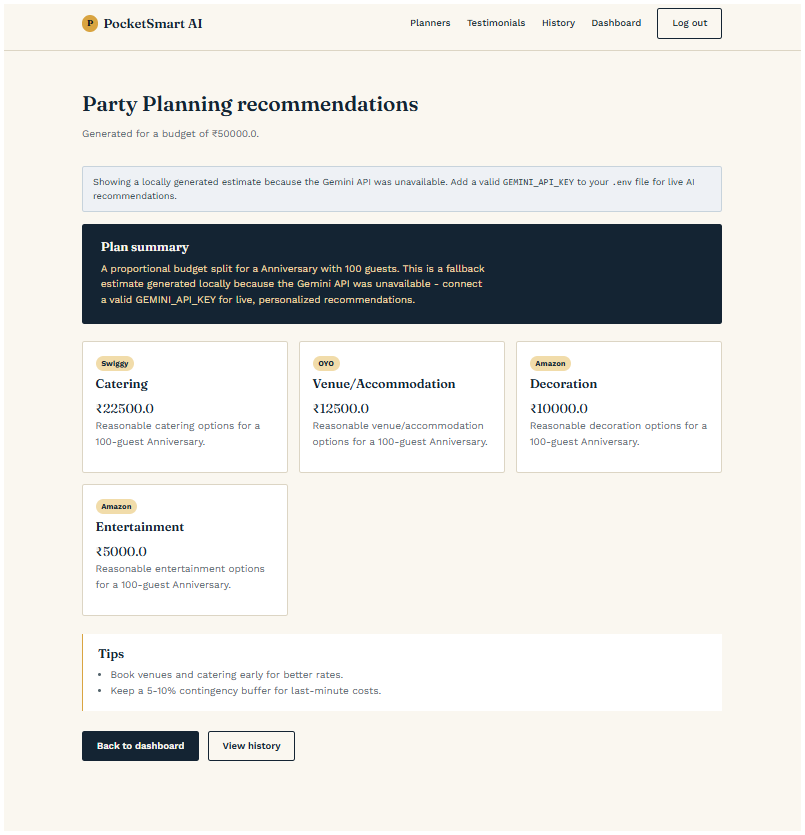 P PocketSmart AI Planners Testimonials History Dashboard Log out
Party Planning recommendations
Generated for a budget of ₹50000.0.
Showing a locally generated estimate because the Gemini API was unavailable. Add a valid GEMINI_API_KEY to your .env file for live AI
recommendations.
Plan summary
A proportional budget split for a Anniversary with 100 guests. This is a fallback
estimate generated locally because the Gemini API was unavailable - connect
a valid GEMINI_API_KEY for live, personalized recommendations.
Swiggy
Catering
₹22500.0
Reasonable catering options for a
100-guest Anniversary.
OYO
Venue/Accommodation
₹12500.0
Reasonable venue/accommodation
options for a 100-guest Anniversary.
Amazon
Decoration
₹10000.0
Reasonable decoration options for a
100-guest Anniversary.
Amazon
Entertainment
₹5000.0
Reasonable entertainment options
for a 100-guest Anniversary.
Tips
• Book venues and catering early for better rates.
• Keep a 5-10% contingency buffer for last-minute costs.
Back to dashboard View history